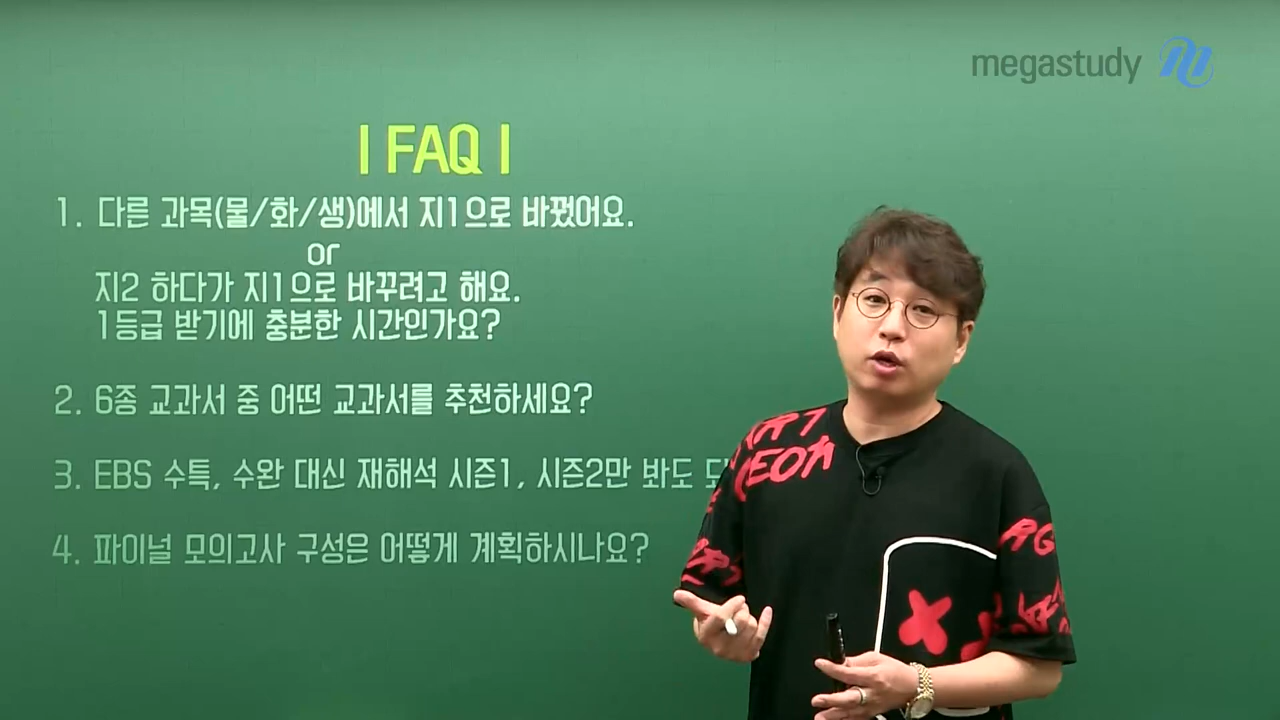 megastudy
| FAQ |
1. 다른 과목(물/화/생)에서 지1으로 바꿨어요.
or
지2 하다가 지1으로 바꾸려고 해요.
1등급 받기에 충분한 시간인가요?
2. 6종 교과서 중 어떤 교과서를 추천하세요?
3. EBS 수특, 수완 대신 재해석 시즌1, 시즌2만 봐도
4. 파이널 모의고사 구성은 어떻게 계획하시나요?